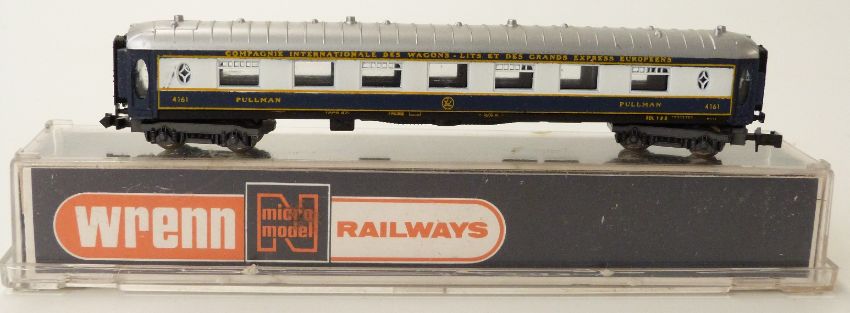 COMPAGNIE INTERNATIONALE DES WAGONS-LITS ET DES GRANDS EXPRESS EUROPEENS
4161 PULLMAN PULLMAN 4161
wrenn
micro
model
N
RAILWAYS